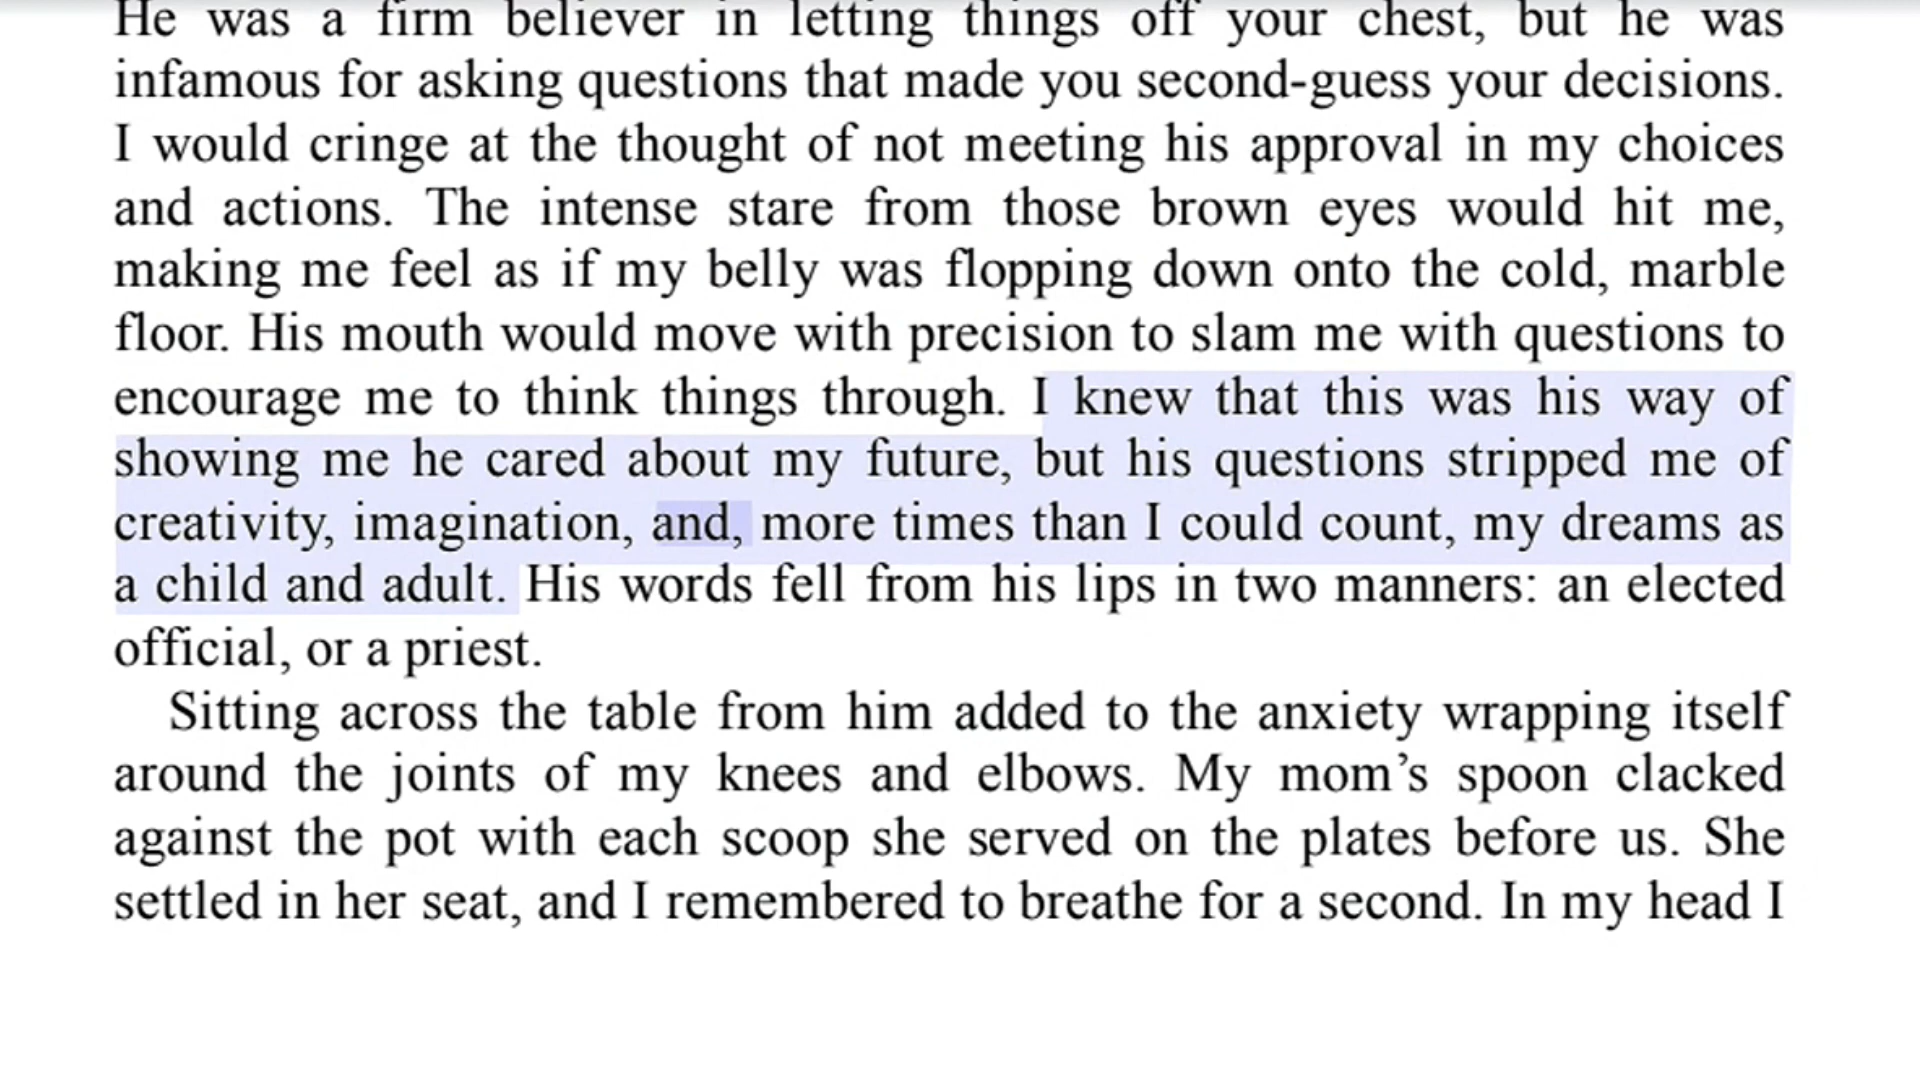 He was a firm believer in letting things off your chest, but he was
infamous for asking questions that made you second-guess your decisions.
I would cringe at the thought of not meeting his approval in my choices
and actions. The intense stare from those brown eyes would hit me,
making me feel as if my belly was flopping down onto the cold, marble
floor. His mouth would move with precision to slam me with questions to
encourage me to think things through. I knew that this was his way of
showing me he cared about my future, but his questions stripped me of
creativity, imagination, and, more times than I could count, my dreams as
a child and adult. His words fell from his lips in two manners: an elected
official, or a priest.
Sitting across the table from him added to the anxiety wrapping itself
around the joints of my knees and elbows. My mom’s spoon clacked
against the pot with each scoop she served on the plates before us. She
settled in her seat, and I remembered to breathe for a second. In my head I